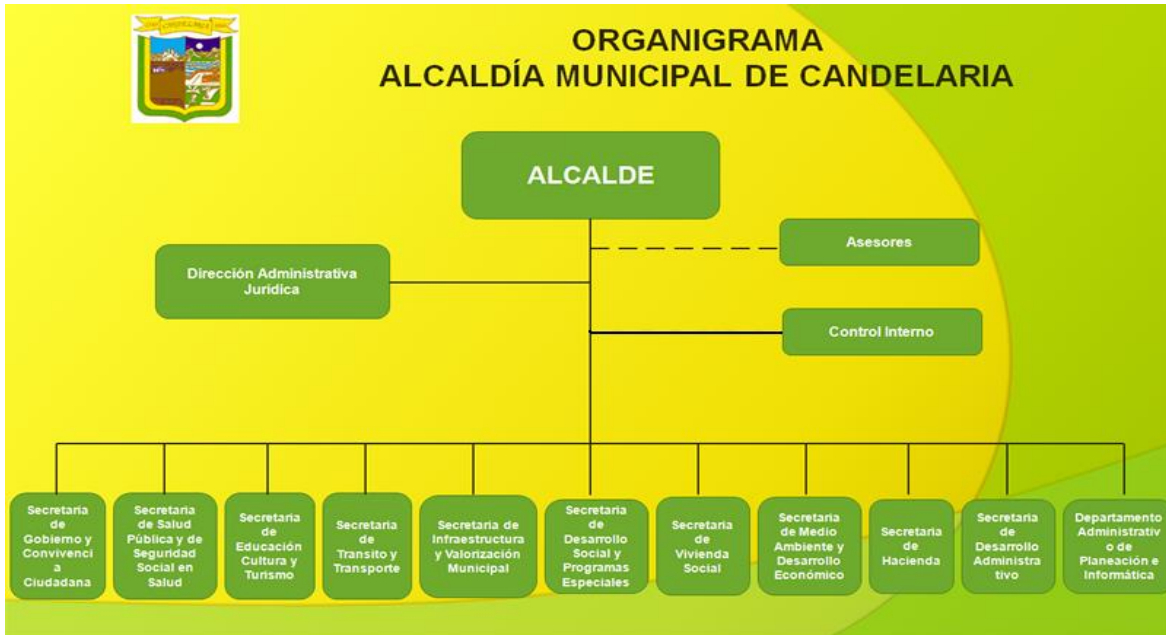 ORGANIGRAMA
ALCALDÍA MUNICIPAL DE CANDELARIA
ALCALDE
Asesores
Dirección Administrativa
Jurídica
Control Interno
Secretaria
de
Gobierno y
Convivenci
a
Ciudadana
Secretaria
de Salud
Pública y de
Seguridad
Social en
Salud
Secretaria
de
Educación
Cultura y
Turismo
Secretaria
de
Transito y
Transporte
Secretaria de
Infraestructura
y Valorización
Municipal
Secretaria
de
Desarrollo
Social y
Programas
Especiales
Secretaria
de
Vivienda
Social
Secretaria
de Medio
Ambiente y
Desarrollo
Económico
Secretaria
de
Hacienda
Secretaria
de
Desarrollo
Administra
tivo
Departamento
Administrativ
o de
Planeación e
Informática